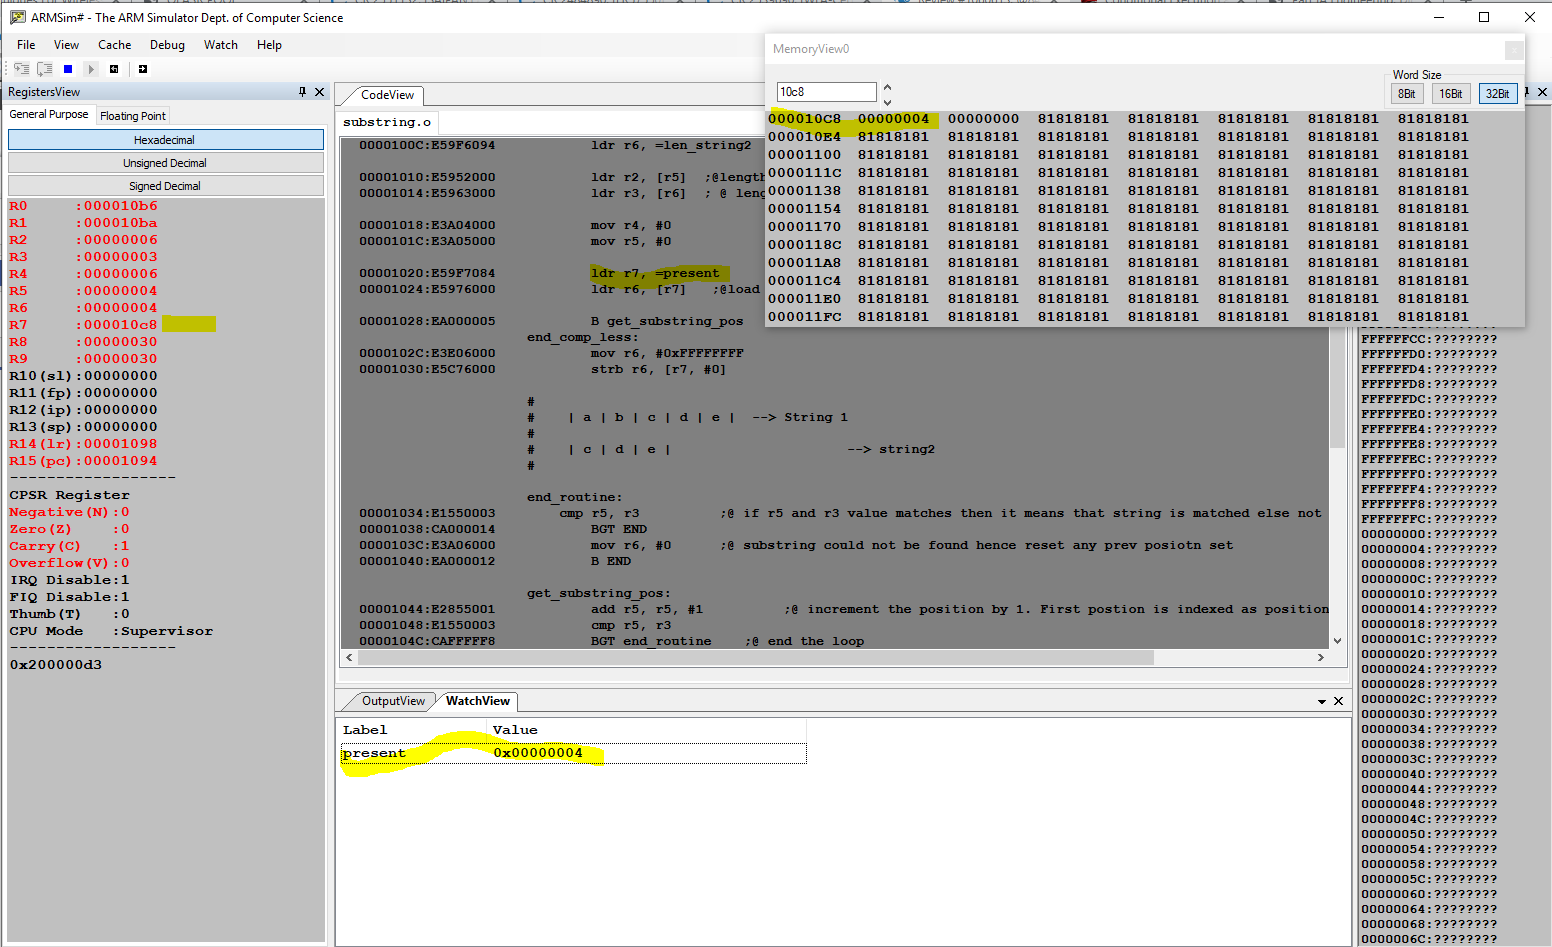 ARMSim# - The ARM Simulator Dept. of Computer Science
File View Cache Debug Watch Help
RegistersView
General Purpose Floating Point
Hexadecimal
Unsigned Decimal
Signed Decimal
R0 :000010b6
R1 :000010ba
R2 :00000006
R3 :00000003
R4 :00000006
R5 :00000004
R6 :00000004
R7 :000010c8
R8 :00000030
R9 :00000030
R10(sl):00000000
R11(fp):00000000
R12(ip):00000000
R13(sp):00000000
R14(lr):00001098
R15(pc):00001094
------------------
CPSR Register
Negative(N):0
Zero(Z) :0
Carry(C) :1
Overflow(V):0
IRQ Disable:1
FIQ Disable:1
Thumb(T) :0
CPU Mode :Supervisor
------------------
0x200000d3
CodeView
substring.o
0000100C:E59F6094 ldr r6, =len_string2
00001010:E5952000 ldr r2, [r5] ;@length
00001014:E5963000 ldr r3, [r6] ; @ leng
00001018:E3A04000 mov r4, #0
0000101C:E3A05000 mov r5, #0
00001020:E59F7084 ldr r7, =present
00001024:E5976000 ldr r6, [r7] ;@load
00001028:EA000005 B get_substring_pos
end_comp_less:
0000102C:E3E06000 mov r6, #0xFFFFFFFF
00001030:E5C76000 strb r6, [r7, #0]
#
# | a | b | c | d | e | --> String 1
#
# | c | d | e | --> string2
#
end_routine:
00001034:E1550003 cmp r5, r3 ;@ if r5 and r3 value matches then it means that string is matched else not
00001038:CA000014 BGT END
0000103C:E3A06000 mov r6, #0 ;@ substring could not be found hence reset any prev posiotn set
00001040:EA000012 B END
get_substring_pos:
00001044:E2855001 add r5, r5, #1 ;@ increment the position by 1. First postion is indexed as position
00001048:E1550003 cmp r5, r3
0000104C:CAFFFFF8 BGT end_routine ;@ end the loop
OutputView WatchView
Label Value
present 0x00000004
MemoryView0
10c8
Word Size
8Bit 16Bit 32Bit
000010C8 00000004 00000000 81818181 81818181 81818181 81818181 81818181
000010E4 81818181 81818181 81818181 81818181 81818181 81818181 81818181
00001100 81818181 81818181 81818181 81818181 81818181 81818181 81818181
0000111C 81818181 81818181 81818181 81818181 81818181 81818181 81818181
00001138 81818181 81818181 81818181 81818181 81818181 81818181 81818181
00001154 81818181 81818181 81818181 81818181 81818181 81818181 81818181
00001170 81818181 81818181 81818181 81818181 81818181 81818181 81818181
0000118C 81818181 81818181 81818181 81818181 81818181 81818181 81818181
000011A8 81818181 81818181 81818181 81818181 81818181 81818181 81818181
000011C4 81818181 81818181 81818181 81818181 81818181 81818181 81818181
000011E0 81818181 81818181 81818181 81818181 81818181 81818181 81818181
000011FC 81818181 81818181 81818181 81818181 81818181 81818181 81818181
FFFFFFCC:????????
FFFFFFD0:????????
FFFFFFD4:????????
FFFFFFD8:????????
FFFFFFDC:????????
FFFFFFE0:????????
FFFFFFE4:????????
FFFFFFE8:????????
FFFFFFEC:????????
FFFFFFF0:????????
FFFFFFF4:????????
FFFFFFF8:????????
FFFFFFFC:????????
00000000:????????
00000004:????????
00000008:????????
0000000C:????????
00000010:????????
00000014:????????
00000018:????????
0000001C:????????
00000020:????????
00000024:????????
00000028:????????
0000002C:????????
00000030:????????
00000034:????????
00000038:????????
0000003C:????????
00000040:????????
00000044:????????
00000048:????????
0000004C:????????
00000050:????????
00000054:????????
00000058:????????
0000005C:????????
00000060:????????
00000064:????????
00000068:????????
0000006C:????????